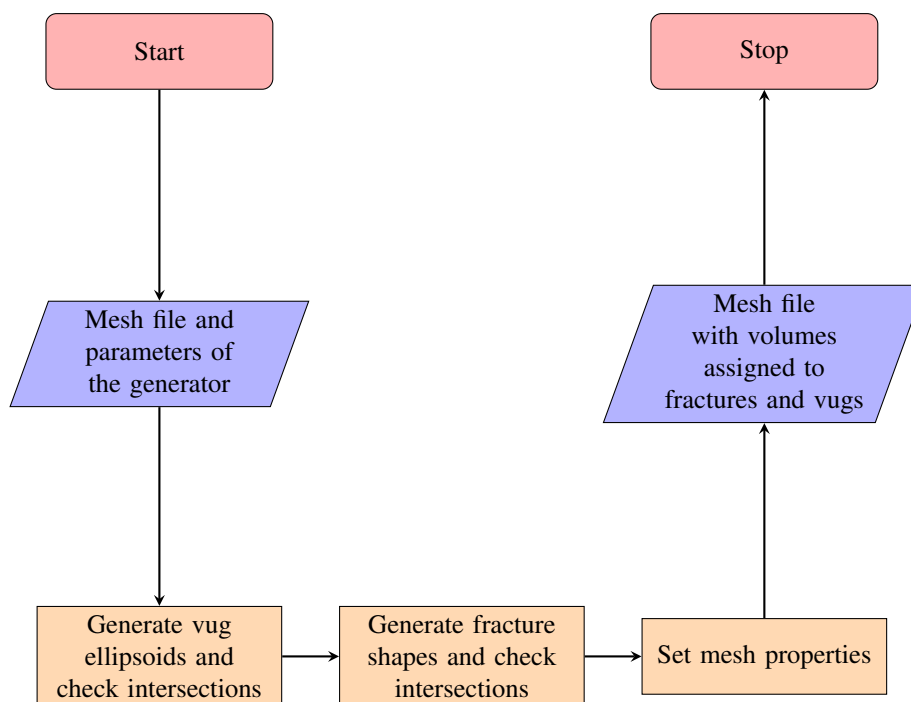 Start
Stop
Mesh file and
parameters of
the generator
Mesh file
with volumes
assigned to
fractures and vugs
Generate vug
ellipsoids and
check intersections
Generate fracture
shapes and check
intersections
Set mesh properties